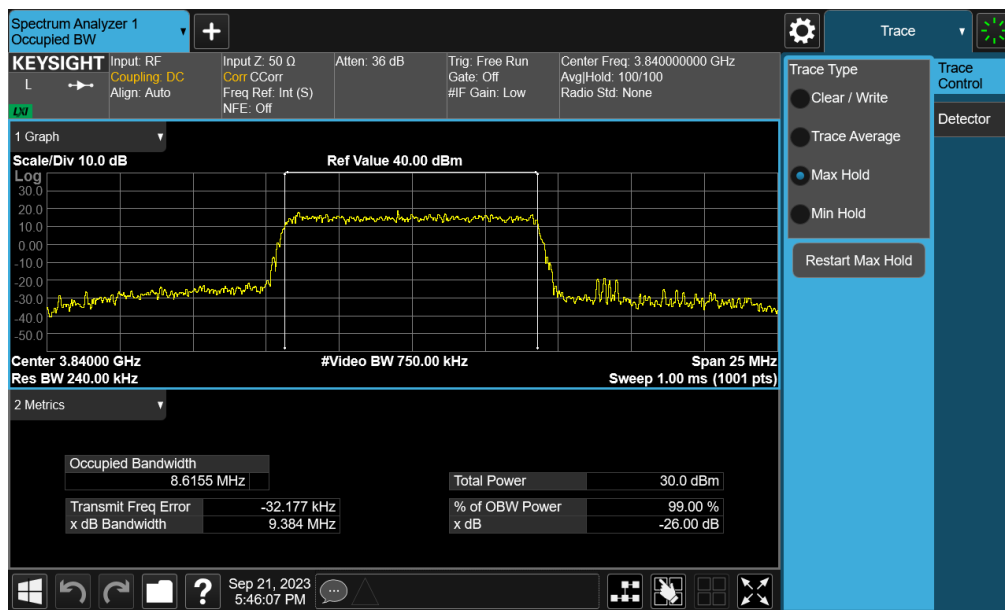 Spectrum Analyzer 1
Occupied BW
Trace
KEYSIGHT
L
LXI
Input: RF
Coupling: DC
Align: Auto
Input Z: 50 Ω
Corr CCorr
Freq Ref: Int (S)
NFE: Off
Atten: 36 dB
Trig: Free Run
Gate: Off
#IF Gain: Low
Center Freq: 3.840000000 GHz
Avg|Hold: 100/100
Radio Std: None
Trace Type
Clear / Write
Trace Average
Max Hold
Min Hold
Restart Max Hold
Trace
Control
Detector
1 Graph
Scale/Div 10.0 dB
Ref Value 40.00 dBm
Log
30.0
20.0
10.0
0.00
-10.0
-20.0
-30.0
-40.0
-50.0
Center 3.84000 GHz
#Video BW 750.00 kHz
Span 25 MHz
Res BW 240.00 kHz
Sweep 1.00 ms (1001 pts)
2 Metrics
Occupied Bandwidth
8.6155 MHz
Total Power 30.0 dBm
Transmit Freq Error -32.177 kHz
% of OBW Power 99.00 %
x dB Bandwidth 9.384 MHz
x dB -26.00 dB
?
Sep 21, 2023
5:46:07 PM